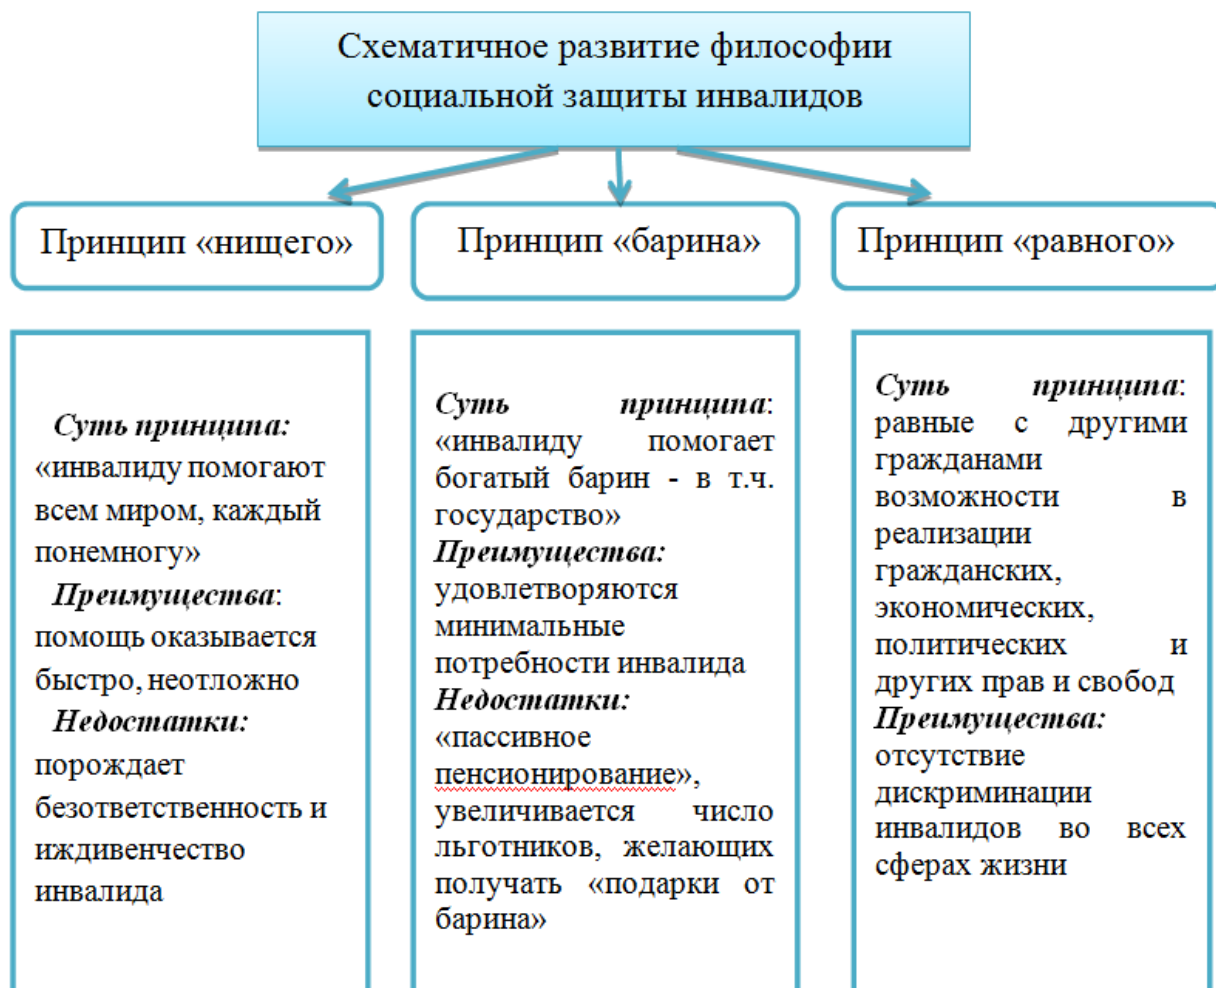 Схематичное развитие философии
социальной защиты инвалидов
Принцип «нищего»
Принцип «барина»
Принцип «равного»
Суть принципа:
«инвалиду помогают
всем миром, каждый
понемногу»
Преимущества:
помощь оказывается
быстро, неотложно
Недостатки:
порождает
безответственность и
иждивенчество
инвалида
Суть принципа:
«инвалиду помогает
богатый барин - в т.ч.
государство»
Преимущества:
удовлетворяются
минимальные
потребности инвалида
Недостатки:
«пассивное
пенсионирование»,
увеличивается число
льготников, желающих
получать «подарки от
барина»
Суть принципа:
равные с другими
гражданами
возможности в
реализации
гражданских,
экономических,
политических и
других прав и свобод
Преимущества:
отсутствие
дискриминации
инвалидов во всех
сферах жизни